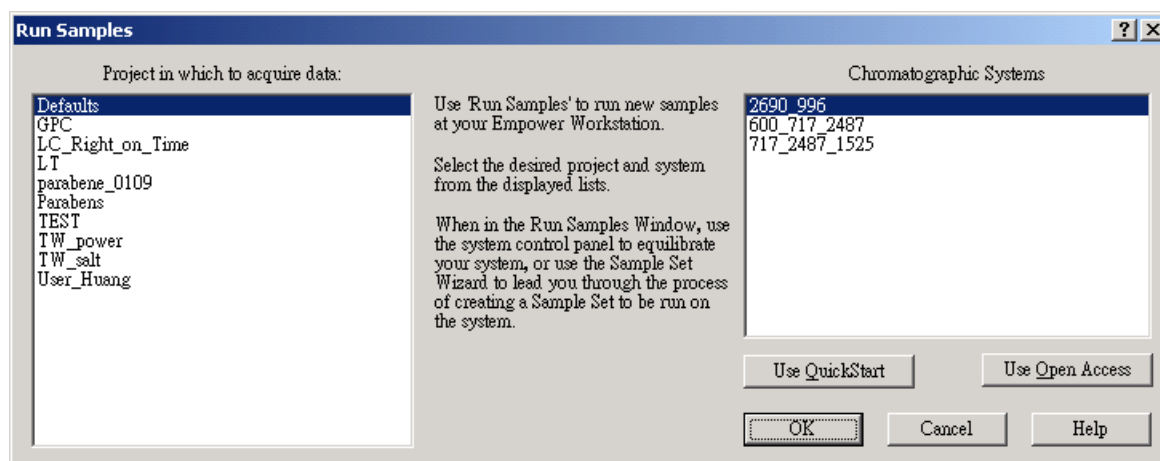 Run Samples
Project in which to acquire data:
Defaults
GPC
LC_Right_on_Time
LT
parabene_0109
Parabens
TEST
TW_power
TW_salt
User_Huang
Use 'Run Samples' to run new samples
at your Empower Workstation.
Select the desired project and system
from the displayed lists.
When in the Run Samples Window, use
the system control panel to equilibrate
your system, or use the Sample Set
Wizard to lead you through the process
of creating a Sample Set to be run on
the system.
Chromatographic Systems
2690_996
600_717_2487
717_2487_1525
Use QuickStart
Use Open Access
OK
Cancel
Help